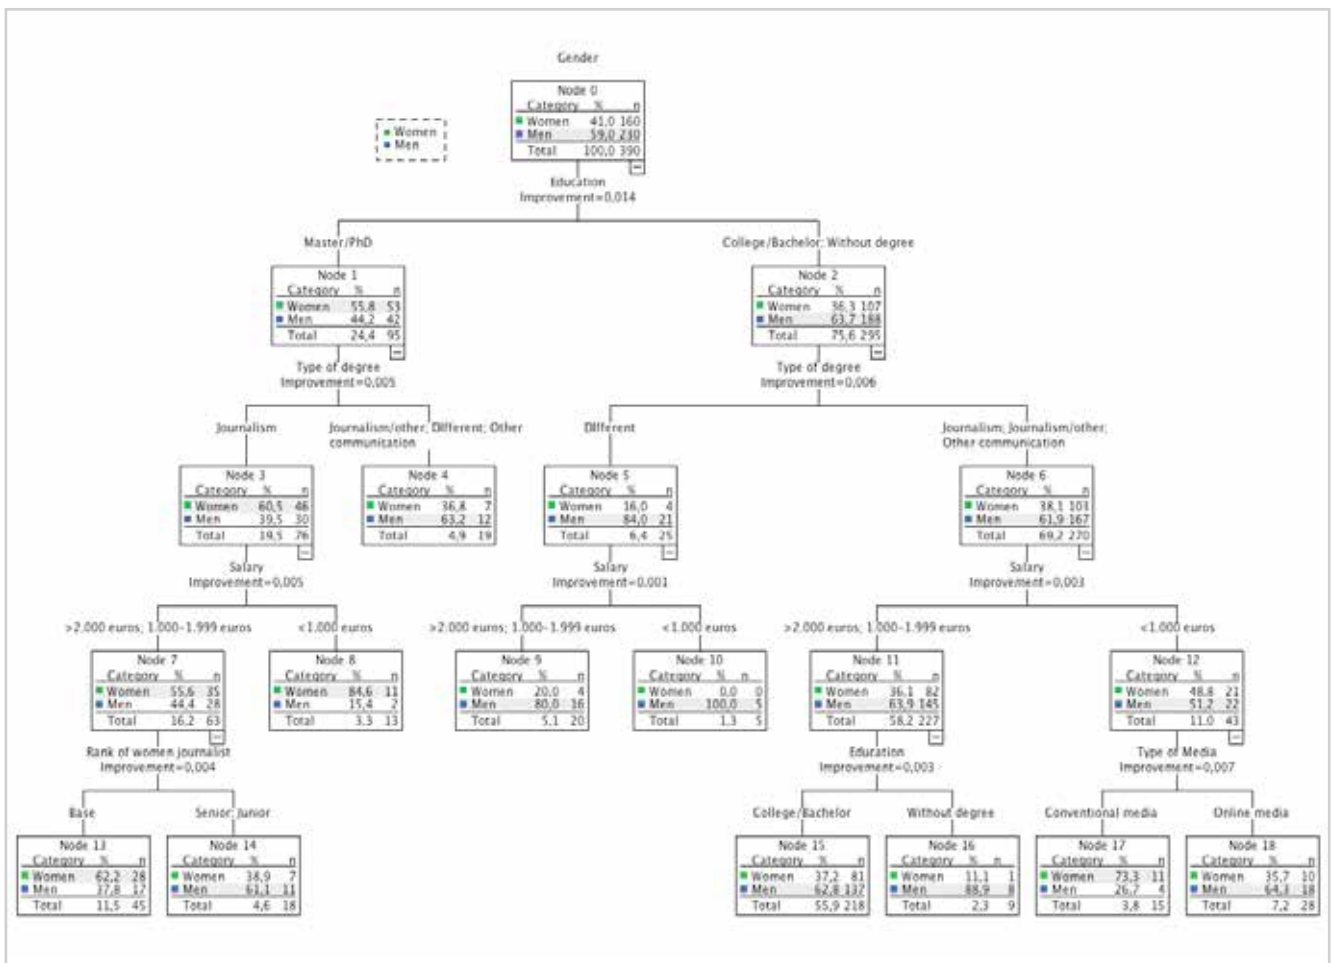 Gender
Node 0
Category % n
Women 41,0 160
Men 59,0 230
Total 100,0 390
Women
Men
Education
Improvement=0,014
Master/PhD
College/Bachelor; Without degree
Node 1
Category % n
Women 55,8 53
Men 44,2 42
Total 24,4 95
Node 2
Category % n
Women 36,3 107
Men 63,7 188
Total 75,6 295
Type of degree
Improvement=0,005
Type of degree
Improvement=0,006
Journalism
Journalism/other; Different; Other
communication
DIfferent
Journalism; Journalism/other;
Other communication
Node 3
Category % n
Women 60,5 46
Men 39,5 30
Total 19,5 76
Node 4
Category % n
Women 36,8 7
Men 63,2 12
Total 4,9 19
Node 5
Category % n
Women 16,0 4
Men 84,0 21
Total 6,4 25
Node 6
Category % n
Women 38,1 103
Men 61,9 167
Total 69,2 270
Salary
Improvement=0,005
Salary
Improvement=0,001
Salary
Improvement=0,003
>2.000 euros; 1.000-1.999 euros
<1.000 euros
>2.000 euros; 1.000-1.999 euros
<1.000 euros
>2.000 euros; 1.000-1.999 euros
<1.000 euros
Node 7
Category % n
Women 55,6 35
Men 44,4 28
Total 16,2 63
Node 8
Category % n
Women 84,6 11
Men 15,4 2
Total 3,3 13
Node 9
Category % n
Women 20,0 4
Men 80,0 16
Total 5,1 20
Node 10
Category % n
Women 0,0 0
Men 100,0 5
Total 1,3 5
Node 11
Category % n
Women 36,1 82
Men 63,9 145
Total 58,2 227
Node 12
Category % n
Women 48,8 21
Men 51,2 22
Total 11,0 43
Rank of women journalist
Improvement=0,004
Education
Improvement=0,003
Type of Media
Improvement=0,007
Base
Senior; Junior
College/Bachelor
Without degree
Conventional media
Online media
Node 13
Category % n
Women 62,2 28
Men 37,8 17
Total 11,5 45
Node 14
Category % n
Women 38,9 7
Men 61,1 11
Total 4,6 18
Node 15
Category % n
Women 37,2 81
Men 62,8 137
Total 55,9 218
Node 16
Category % n
Women 11,1 1
Men 88,9 8
Total 2,3 9
Node 17
Category % n
Women 73,3 11
Men 26,7 4
Total 3,8 15
Node 18
Category % n
Women 35,7 10
Men 64,3 18
Total 7,2 28